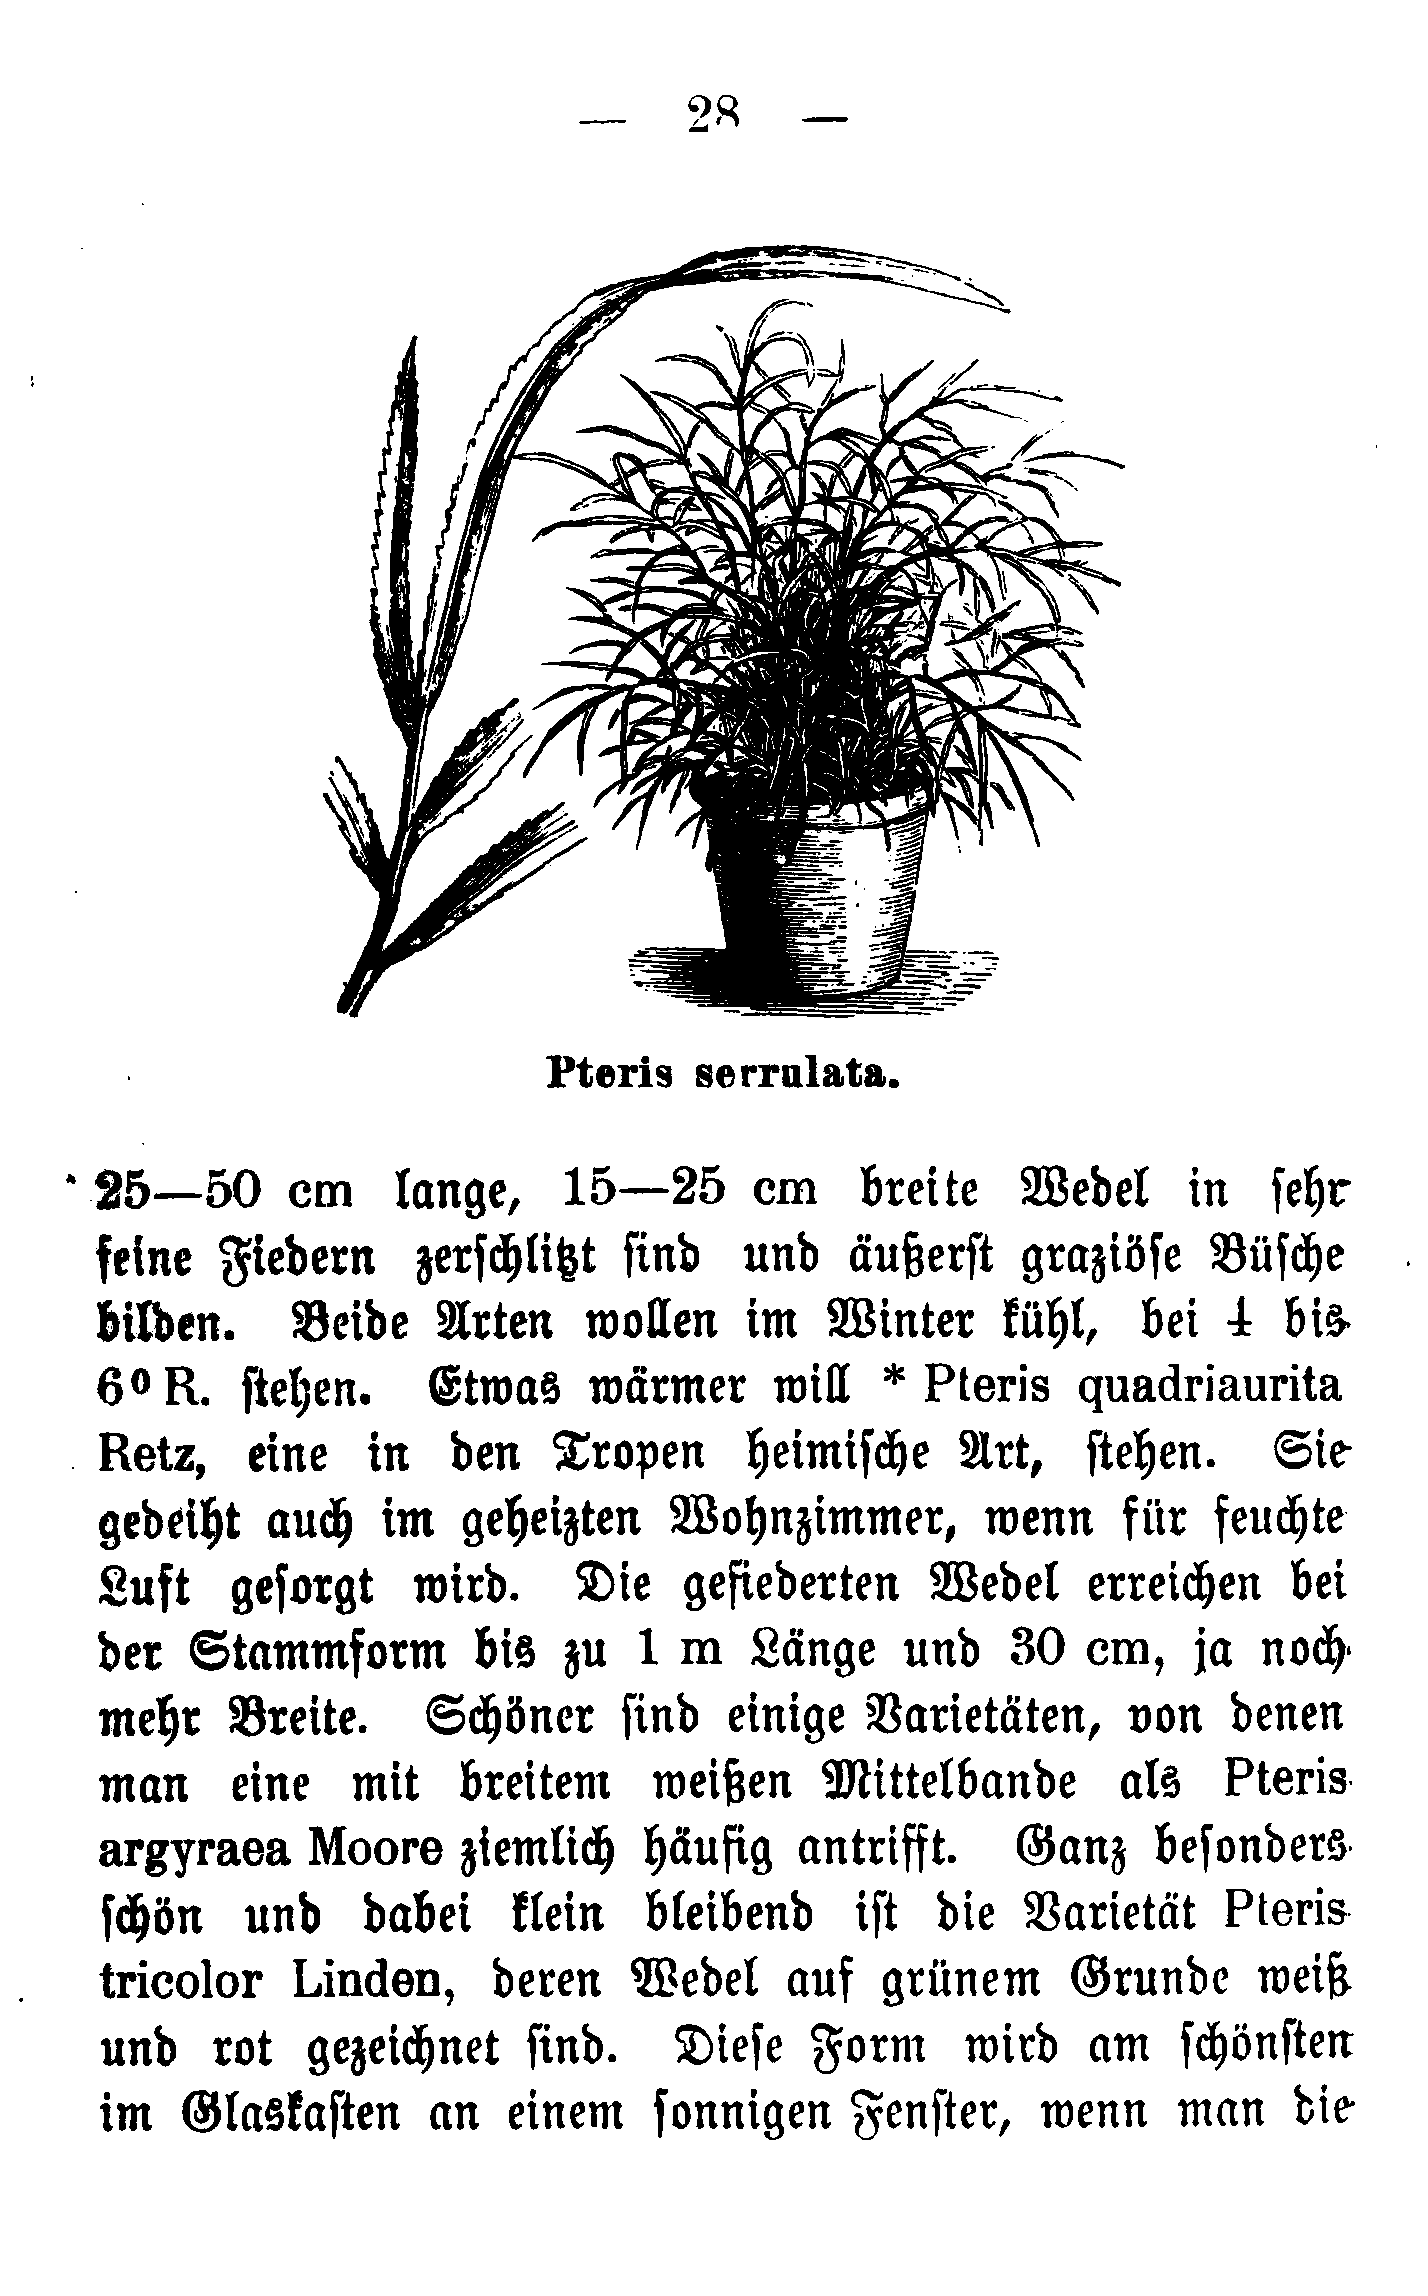 — 28 —
Pteris serrulata.
25—50 cm lange, 15—25 cm breite Wedel in sehr
feine Fiedern zerschlitzt sind und äußerst graziöse Büsche
bilden. Beide Arten wollen im Winter kühl, bei 4 bis
6⁰ R. stehen. Etwas wärmer will * Pteris quadriaurita
Retz, eine in den Tropen heimische Art, stehen. Sie
gedeiht auch im geheizten Wohnzimmer, wenn für feuchte
Luft gesorgt wird. Die gefiederten Wedel erreichen bei
der Stammform bis zu 1 m Länge und 30 cm, ja noch
mehr Breite. Schöner sind einige Varietäten, von denen
man eine mit breitem weißen Mittelbande als Pteris
argyraea Moore ziemlich häufig antrifft. Ganz besonders
schön und dabei klein bleibend ist die Varietät Pteris
tricolor Linden, deren Wedel auf grünem Grunde weiß
und rot gezeichnet sind. Diese Form wird am schönsten
im Glaskasten an einem sonnigen Fenster, wenn man die